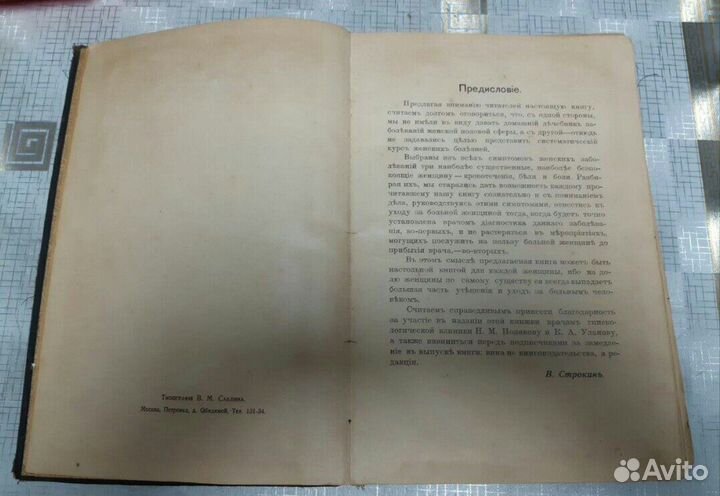 Типографія В. М. Саблина.
Москва, Петровка, д. Обидиной, Тел. 131-34.
Предисловіе.
Предлагая вниманію читателей настоящую книгу,
считаемъ долгомъ оговориться, что, съ одной стороны,
мы не имѣли въ виду давать домашній лѣчебникъ за-
болѣваній женской половой сферы, а съ другой—отнюдь
не задавались цѣлью представить систематическій
курсъ женскихъ болѣзней.
Выбраны изъ всѣхъ симптомовъ женскихъ забо-
лѣваній три наиболѣе существенные, наиболѣе безпо-
коящіе женщину—кровотеченія, бѣли и боли. Разби-
рая ихъ, мы старались дать возможность каждому про-
читавшему нашу книгу сознательно и съ пониманіемъ
дѣла, руководствуясь этими симптомами, отнестись къ
уходу за больной женщиной тогда, когда будетъ точно
установлена врачомъ діагностика даннаго заболѣва-
нія, во-первыхъ, и не растеряться въ мѣропріятіяхъ,
могущихъ послужить на пользу больной женщинѣ до
прибытія врача,—во-вторыхъ.
Въ этомъ смыслѣ предлагаемая книга можетъ быть
настольной книгой для каждой женщины, ибо на до-
лю женщины по самому существу ея всегда выпадаетъ
большая часть утѣшенія и уходъ за больнымъ чело-
вѣкомъ.
Считаемъ справедливымъ принести благодарность
за участіе въ изданіи этой книжки врачамъ гинеко-
логической клиники Н. М. Позднкову и К. А. Уланову,
а также извиниться передъ подписчиками за замедле-
ніе въ выпускѣ книги: вина не книгоиздательства, а ре-
дакціи.
В. Строкинъ.
Avito